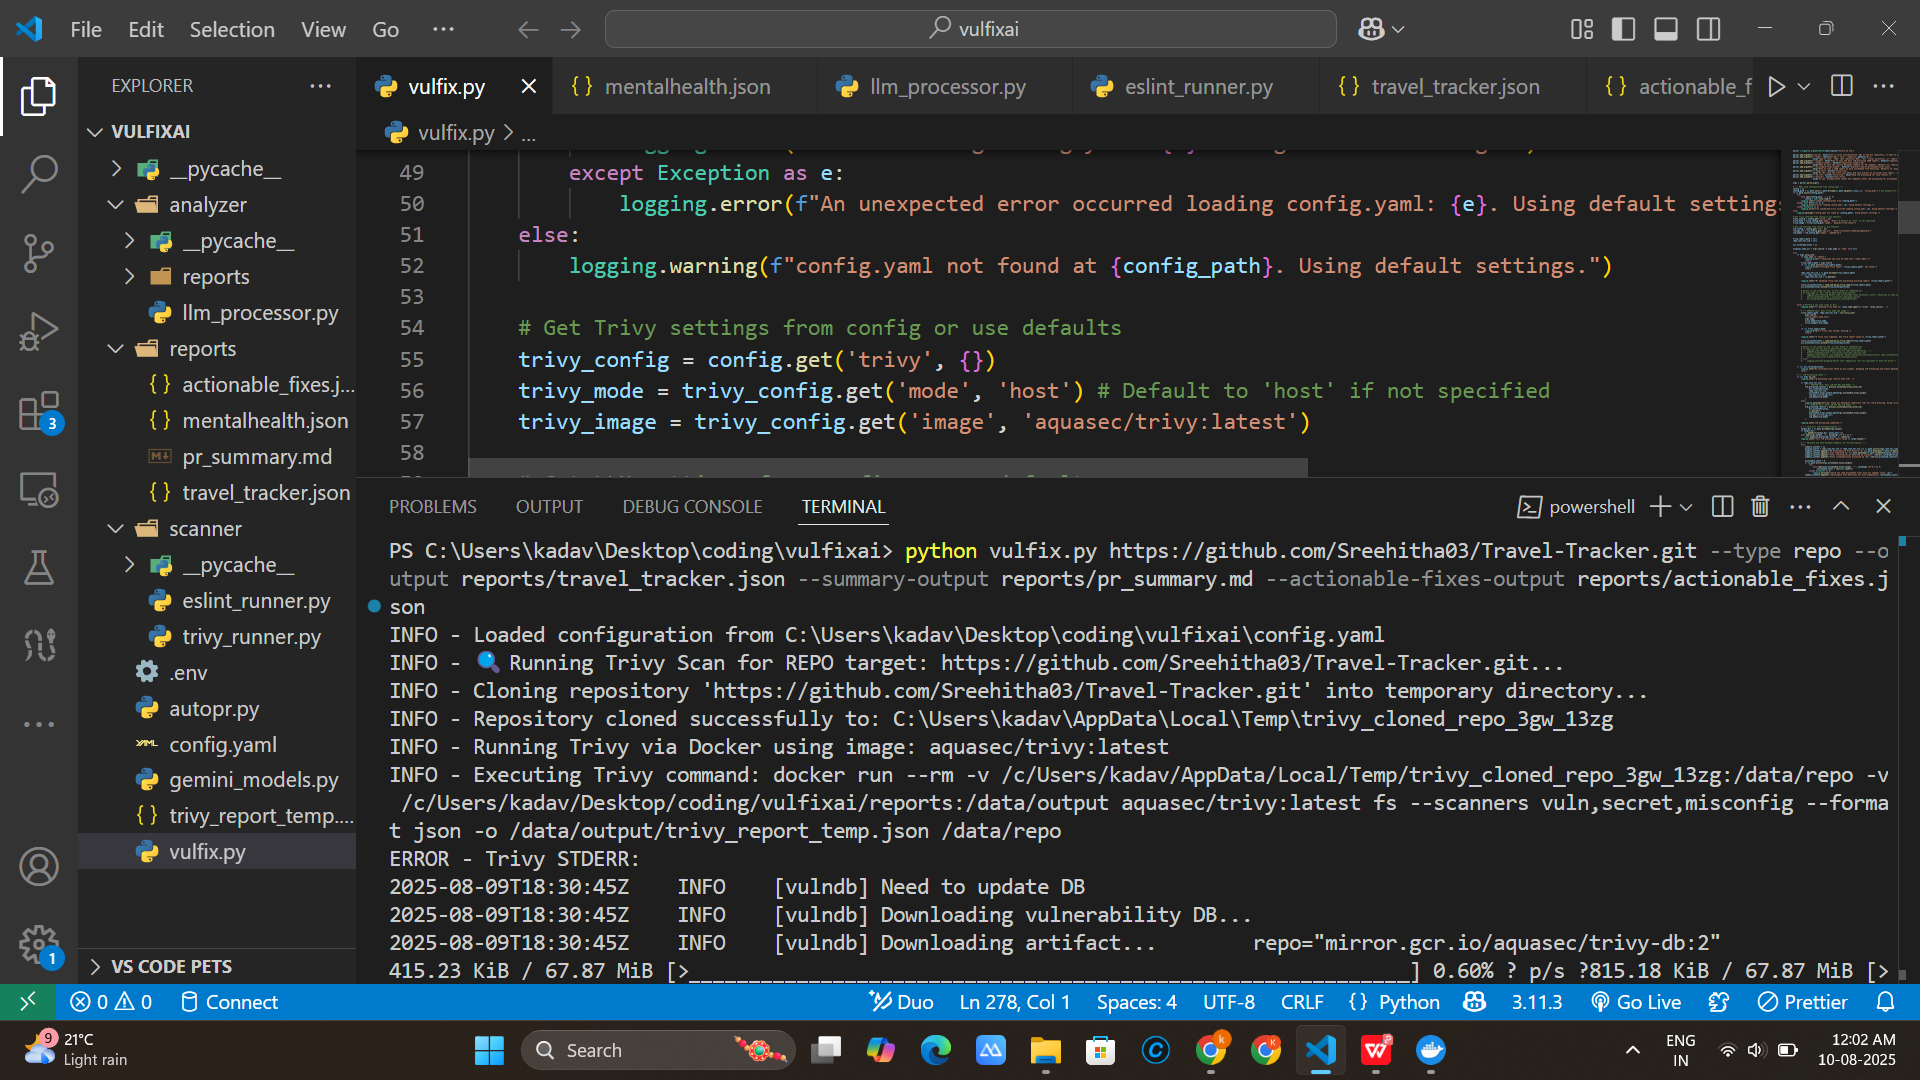 File Edit Selection View Go ...
vulfixai
EXPLORER
VULFIXAI
__pycache__
analyzer
__pycache__
reports
llm_processor.py
reports
actionable_fixes.j...
mentalhealth.json
pr_summary.md
travel_tracker.json
scanner
__pycache__
eslint_runner.py
trivy_runner.py
.env
autopr.py
config.yaml
gemini_models.py
trivy_report_temp....
vulfix.py
VS CODE PETS
3
1
vulfix.py mentalhealth.json llm_processor.py eslint_runner.py travel_tracker.json actionable_f
vulfix.py > ...
49 except Exception as e:
50 logging.error(f"An unexpected error occurred loading config.yaml: {e}. Using default settings
51 else:
52 logging.warning(f"config.yaml not found at {config_path}. Using default settings.")
53
54 # Get Trivy settings from config or use defaults
55 trivy_config = config.get('trivy', {})
56 trivy_mode = trivy_config.get('mode', 'host') # Default to 'host' if not specified
57 trivy_image = trivy_config.get('image', 'aquasec/trivy:latest')
58
PROBLEMS OUTPUT DEBUG CONSOLE TERMINAL powershell
PS C:\Users\kadav\Desktop\coding\vulfixai> python vulfix.py https://github.com/Sreehitha03/Travel-Tracker.git --type repo --o
utput reports/travel_tracker.json --summary-output reports/pr_summary.md --actionable-fixes-output reports/actionable_fixes.j
son
INFO - Loaded configuration from C:\Users\kadav\Desktop\coding\vulfixai\config.yaml
INFO - 🔍 Running Trivy Scan for REPO target: https://github.com/Sreehitha03/Travel-Tracker.git...
INFO - Cloning repository 'https://github.com/Sreehitha03/Travel-Tracker.git' into temporary directory...
INFO - Repository cloned successfully to: C:\Users\kadav\AppData\Local\Temp\trivy_cloned_repo_3gw_13zg
INFO - Running Trivy via Docker using image: aquasec/trivy:latest
INFO - Executing Trivy command: docker run --rm -v /c/Users/kadav/AppData/Local/Temp/trivy_cloned_repo_3gw_13zg:/data/repo -v
/c/Users/kadav/Desktop/coding/vulfixai/reports:/data/output aquasec/trivy:latest fs --scanners vuln,secret,misconfig --forma
t json -o /data/output/trivy_report_temp.json /data/repo
ERROR - Trivy STDERR:
2025-08-09T18:30:45Z INFO [vulndb] Need to update DB
2025-08-09T18:30:45Z INFO [vulndb] Downloading vulnerability DB...
2025-08-09T18:30:45Z INFO [vulndb] Downloading artifact... repo="mirror.gcr.io/aquasec/trivy-db:2"
415.23 KiB / 67.87 MiB [>____________________________________________________________] 0.60% ? p/s ?815.18 KiB / 67.87 MiB [>
0 0 Connect Duo Ln 278, Col 1 Spaces: 4 UTF-8 CRLF {} Python 3.11.3 Go Live Prettier
9 21°C
Light rain
Search
ENG
IN
12:02 AM
10-08-2025